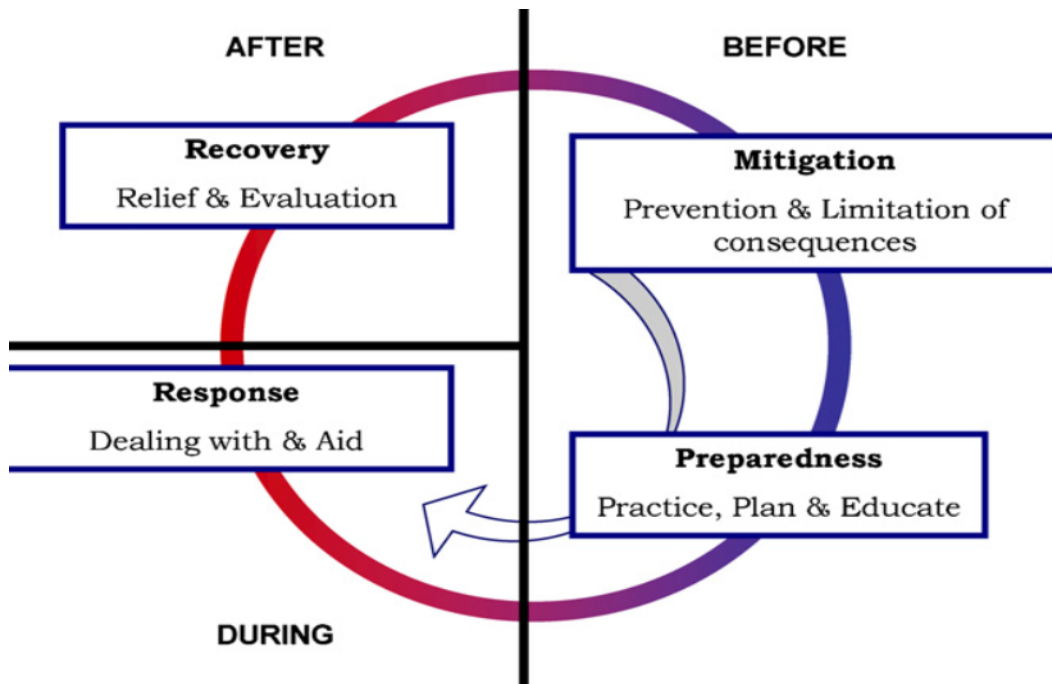 AFTER
BEFORE
Recovery
Relief & Evaluation
Mitigation
Prevention & Limitation of
consequences
Response
Dealing with & Aid
Preparedness
Practice, Plan & Educate
DURING